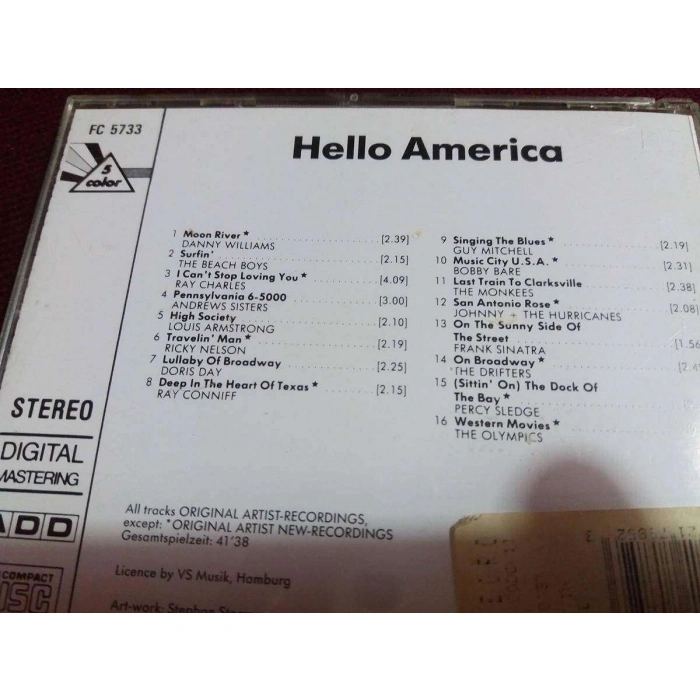 FC 5733
5
color
Hello America
1 Moon River* [2.39]
DANNY WILLIAMS
2 Surfin' [2.15]
THE BEACH BOYS
3 I Can't Stop Loving You* [4.09]
RAY CHARLES
4 Pennsylvania 6-5000 [3.00]
ANDREWS SISTERS
5 High Society [2.10]
LOUIS ARMSTRONG
6 Travelin' Man* [2.19]
RICKY NELSON
7 Lullaby Of Broadway [2.25]
DORIS DAY
8 Deep In The Heart Of Texas* [2.15]
RAY CONNIFF
9 Singing The Blues* [2.19]
GUY MITCHELL
10 Music City U.S.A.* [2.31]
BOBBY BARE
11 Last Train To Clarksville [2.38]
THE MONKEES
12 San Antonio Rose* [2.08]
JOHNNY + THE HURRICANES
13 On The Sunny Side Of
The Street [1.56
FRANK SINATRA
14 On Broadway*
THE DRIFTERS
15 (Sittin' On) The Dock Of
The Bay*
PERCY SLEDGE
16 Western Movies*
THE OLYMPICS
STEREO
DIGITAL
MASTERING
ADD
COMPACT
DISC
All tracks ORIGINAL ARTIST-RECORDINGS,
except: *ORIGINAL ARTIST NEW-RECORDINGS
Gesamtspielzeit: 41'38
Licence by VS Musik, Hamburg
Art-work: Stephan